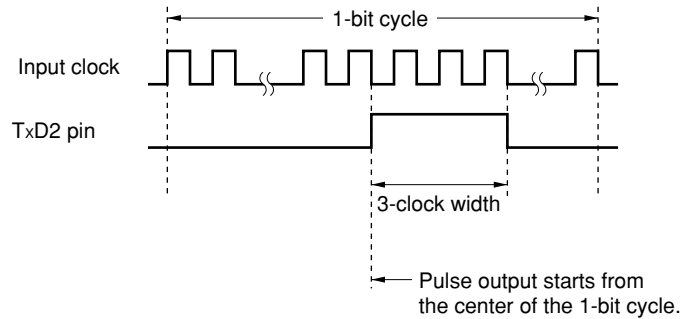 1-bit cycle
Input clock
TxD2 pin
3-clock width
Pulse output starts from
the center of the 1-bit cycle.